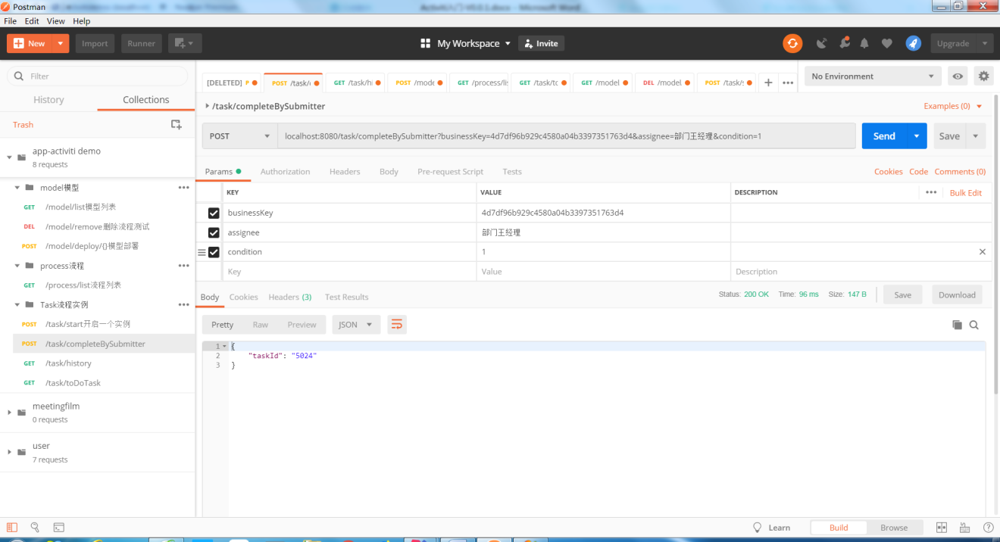 Postman
File Edit View Help
New Import Runner My Workspace Invite Upgrade
Filter
History Collections
Trash
app-activiti demo
8 requests
model模型
GET /model/list模型列表
DEL /model/remove删除流程测试
POST /model/deploy/{}模型部署
process流程
GET /process/list流程列表
Task流程实例
POST /task/start开启一个实例
POST /task/completeBySubmitter
GET /task/history
GET /task/toDoTask
meetingfilm
0 requests
user
7 requests
[DELETED] P POST /task/ GET /task/hi POST /mode GET /process/lis GET /task/to GET /model DEL /model, POST /task/s
No Environment
/task/completeBySubmitter Examples (0)
POST localhost:8080/task/completeBySubmitter?businessKey=4d7df96b929c4580a04b3397351763d4&assignee=部门王经理&condition=1 Send Save
Params Authorization Headers Body Pre-request Script Tests Cookies Code Comments (0)
KEY VALUE DESCRIPTION Bulk Edit
businessKey 4d7df96b929c4580a04b3397351763d4
assignee 部门王经理
condition 1
Key Value Description
Body Cookies Headers (3) Test Results Status: 200 OK Time: 96 ms Size: 147 B Save Download
Pretty Raw Preview JSON
1 {
2 "taskId": "5024"
3 }
Learn Build Browse